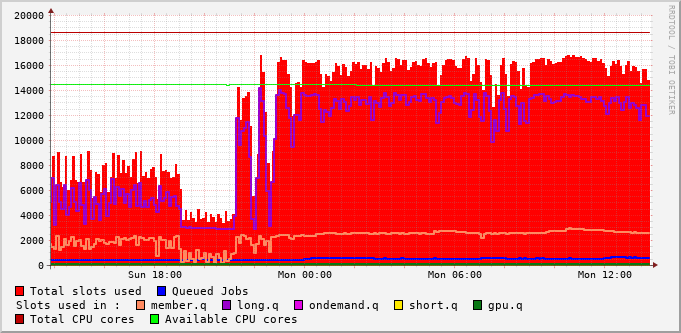 20000
18000
16000
14000
12000
10000
8000
6000
4000
2000
0
Sun 18:00 Mon 00:00 Mon 06:00 Mon 12:00
Total slots used Queued Jobs
Slots used in : member.q long.q ondemand.q short.q gpu.q
Total CPU cores Available CPU cores
RRDTOOL / TOBI OETIKER